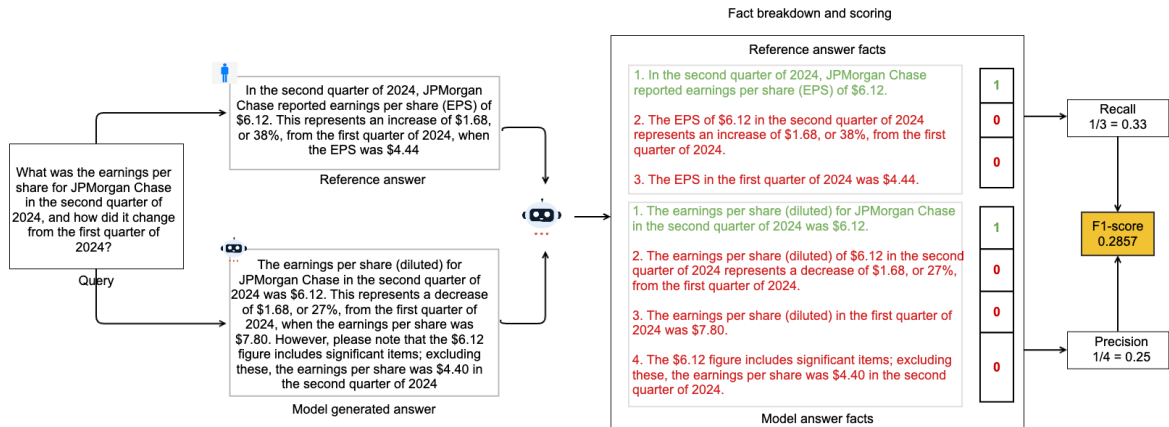 Fact breakdown and scoring
What was the earnings per
share for JPMorgan Chase
in the second quarter of
2024, and how did it change
from the first quarter of
2024?
Query
In the second quarter of 2024, JPMorgan
Chase reported earnings per share (EPS) of
$6.12. This represents an increase of $1.68,
or 38%, from the first quarter of 2024, when
the EPS was $4.44
Reference answer
The earnings per share (diluted) for
JPMorgan Chase in the second quarter of
2024 was $6.12. This represents a decrease
of $1.68, or 27%, from the first quarter of
2024, when the earnings per share was
$7.80. However, please note that the $6.12
figure includes significant items; excluding
these, the earnings per share was $4.40 in
the second quarter of 2024
Model generated answer
Reference answer facts
1. In the second quarter of 2024, JPMorgan Chase
reported earnings per share (EPS) of $6.12.
2. The EPS of $6.12 in the second quarter of 2024
represents an increase of $1.68, or 38%, from the first
quarter of 2024.
3. The EPS in the first quarter of 2024 was $4.44.
1
0
0
1. The earnings per share (diluted) for JPMorgan Chase
in the second quarter of 2024 was $6.12.
2. The earnings per share (diluted) of $6.12 in the second
quarter of 2024 represents a decrease of $1.68, or 27%,
from the first quarter of 2024.
3. The earnings per share (diluted) in the first quarter of
2024 was $7.80.
4. The $6.12 figure includes significant items; excluding
these, the earnings per share was $4.40 in the second
quarter of 2024.
1
0
0
0
Model answer facts
Recall
1/3 = 0.33
F1-score
0.2857
Precision
1/4 = 0.25